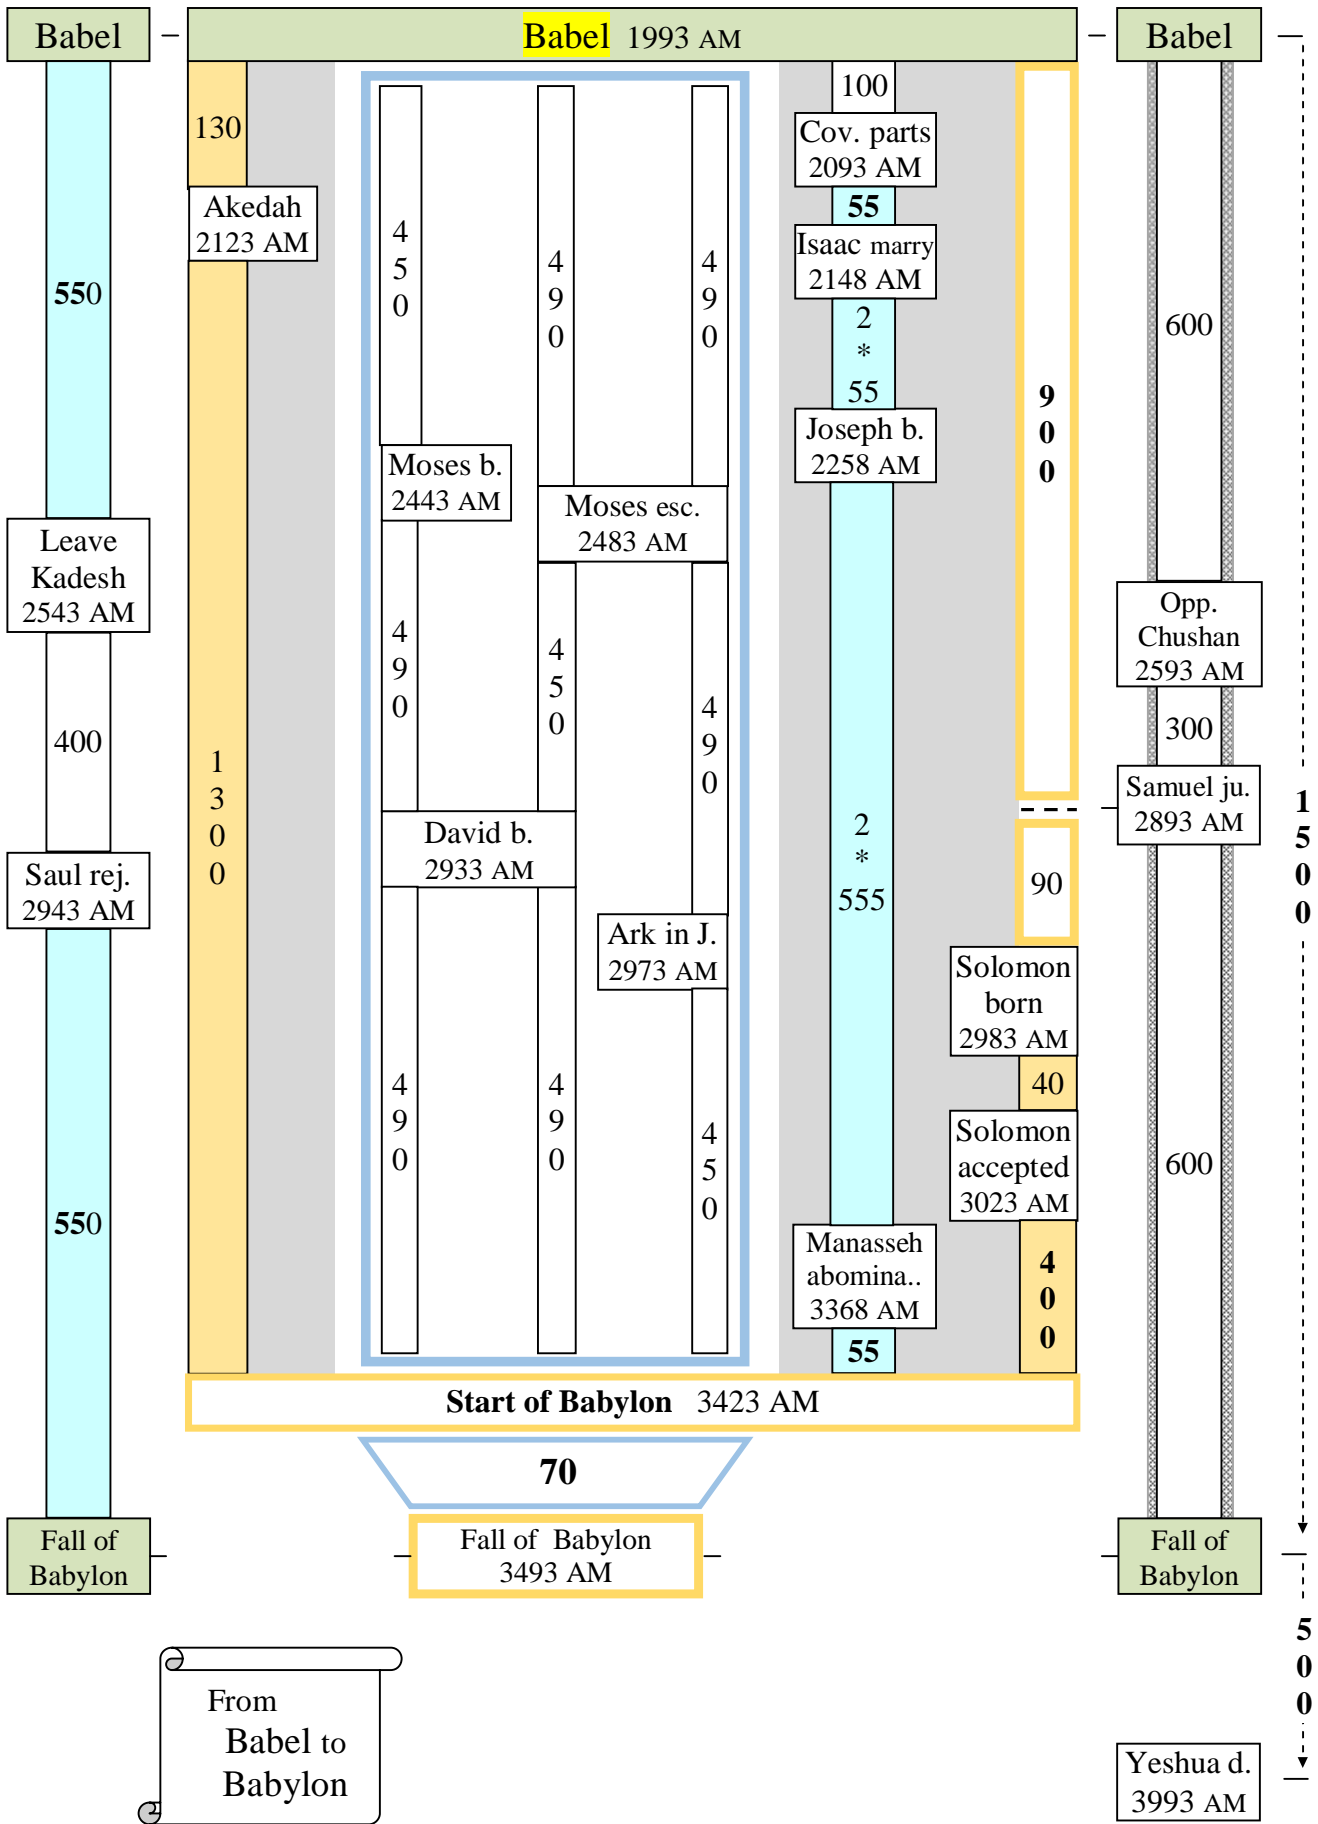 Babel
Babel 1993 AM
Babel
550
Leave
Kadesh
2543 AM
400
Saul rej.
2943 AM
550
Fall of
Babylon
130
Akedah
2123 AM
1
3
0
0
4
5
0
Moses b.
2443 AM
4
9
0
David b.
2933 AM
4
9
0
4
9
0
Moses esc.
2483 AM
4
5
0
4
9
0
4
9
0
4
9
0
Ark in J.
2973 AM
4
5
0
100
Cov. parts
2093 AM
55
Isaac marry
2148 AM
2
*
55
Joseph b.
2258 AM
2
*
555
Manasseh
abomina..
3368 AM
55
9
0
0
90
Solomon
born
2983 AM
40
Solomon
accepted
3023 AM
4
0
0
Start of Babylon 3423 AM
70
Fall of Babylon
3493 AM
600
Opp.
Chushan
2593 AM
300
Samuel ju.
2893 AM
600
Fall of
Babylon
1
5
0
0
5
0
0
Yeshua d.
3993 AM
From
Babel to
Babylon